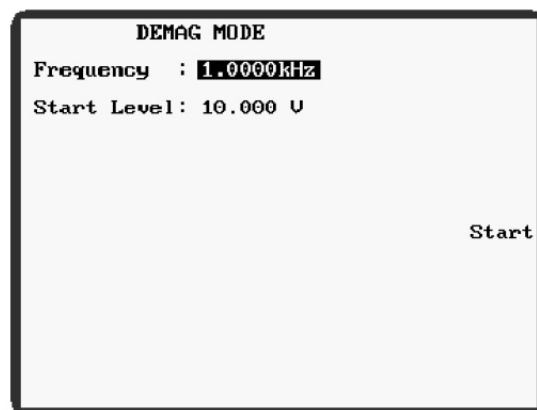 DEMAG MODE
Frequency : 1.0000kHz
Start Level: 10.000 V
Start